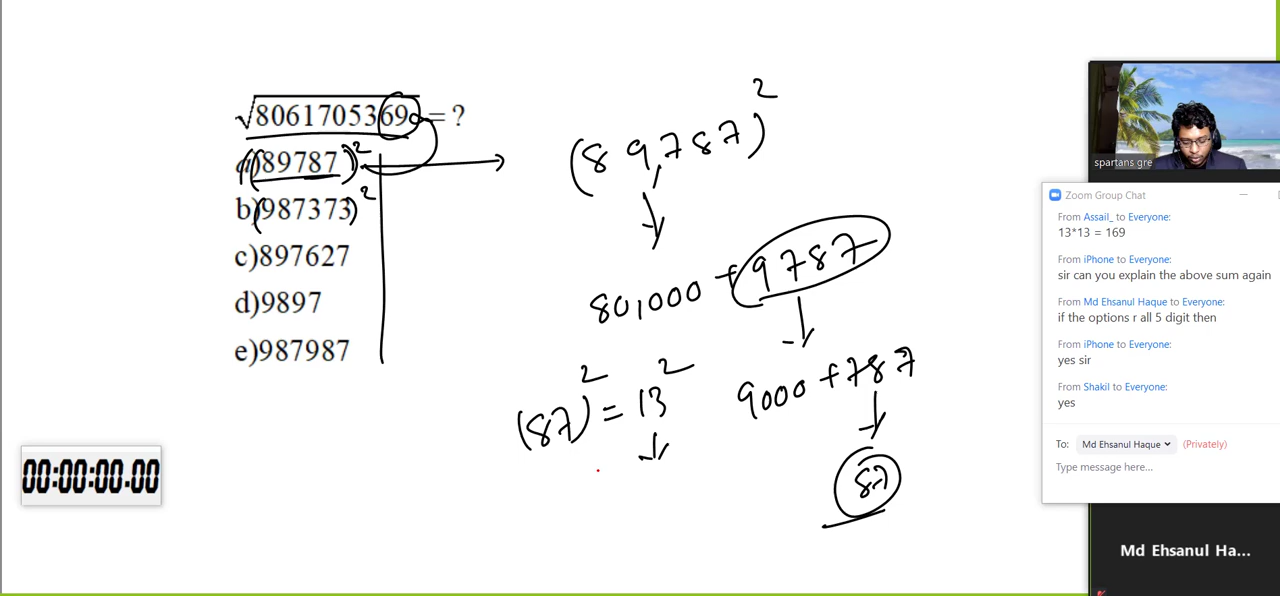 √8061705369 = ?
a)(89787)²
b)(987373)²
c)897627
d)9897
e)987987
(89,787)²
80,000 + 9787
9000 + 787
87
(87)² = 13²
00:00:00.00
spartans gre
Zoom Group Chat
From Assail_ to Everyone:
13*13 = 169
From iPhone to Everyone:
sir can you explain the above sum again
From Md Ehsanul Haque to Everyone:
if the options r all 5 digit then
From iPhone to Everyone:
yes sir
From Shakil to Everyone:
yes
To: Md Ehsanul Haque (Privately)
Type message here...
Md Ehsanul Ha...